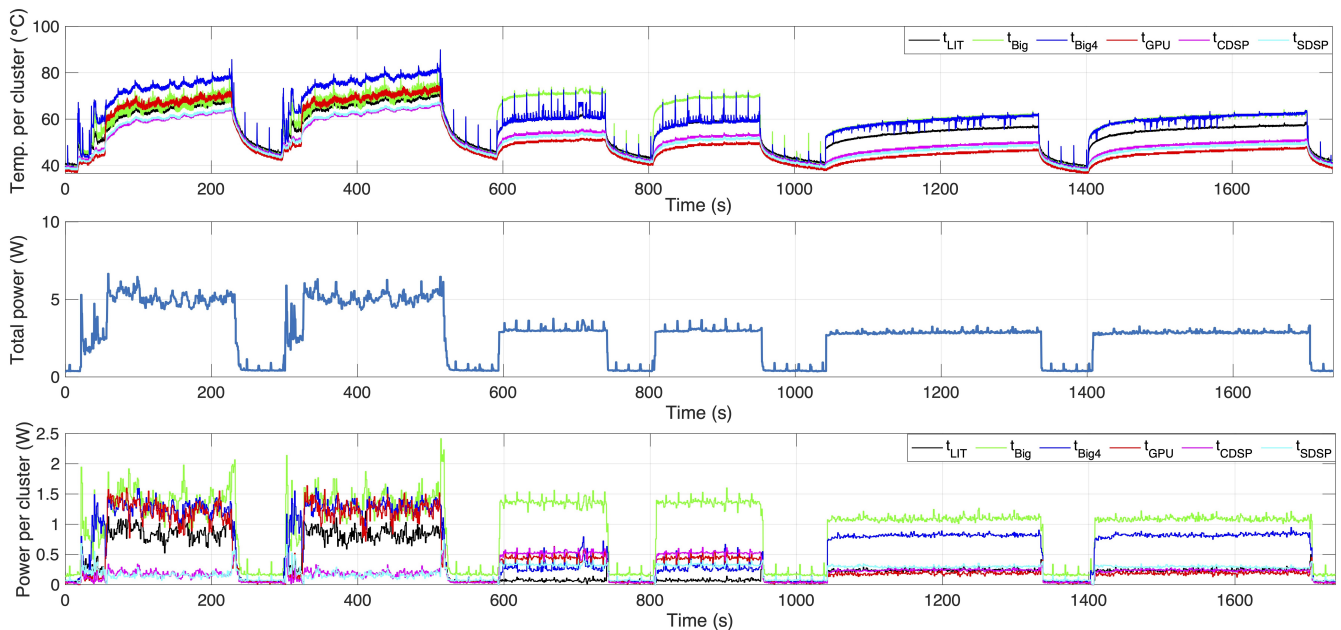 Temp. per cluster (°C)
100
80
60
40
t_LIT t_Big t_Big4 t_GPU t_CDSP t_SDSP
0 200 400 600 800 1000 1200 1400 1600
Time (s)
Total power (W)
10
5
0
0 200 400 600 800 1000 1200 1400 1600
Time (s)
Power per cluster (W)
2.5
2
1.5
1
0.5
0
t_LIT t_Big t_Big4 t_GPU t_CDSP t_SDSP
0 200 400 600 800 1000 1200 1400 1600
Time (s)